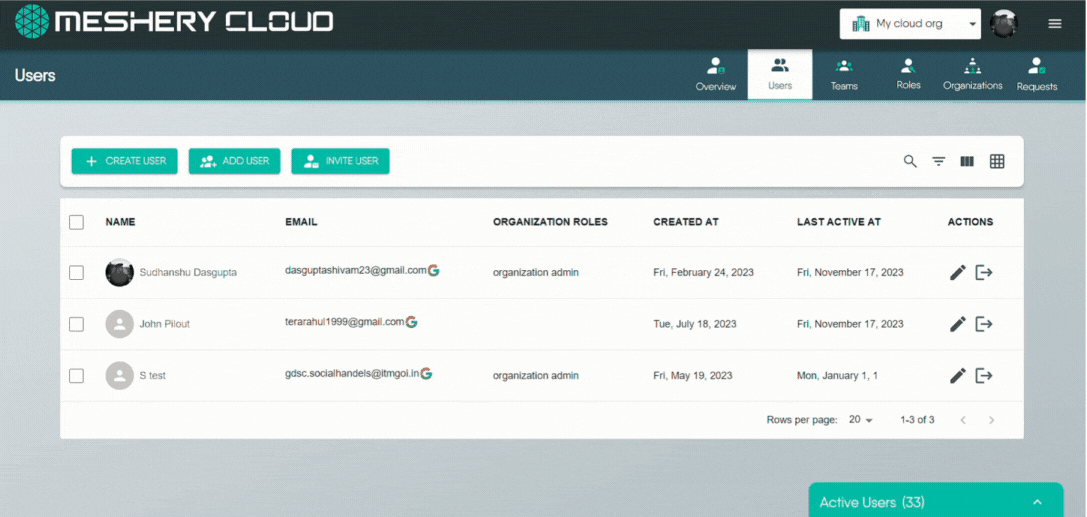 MESHERY CLOUD
My cloud org
Users
Overview
Users
Teams
Roles
Organizations
Requests
CREATE USER
ADD USER
INVITE USER
NAME EMAIL ORGANIZATION ROLES CREATED AT LAST ACTIVE AT ACTIONS
Sudhanshu Dasgupta dasguptashivam23@gmail.com organization admin Fri, February 24, 2023 Fri, November 17, 2023
John Pilout terarahul1999@gmail.com Tue, July 18, 2023 Fri, November 17, 2023
S test gdsc.socialhandels@itmgoi.in organization admin Fri, May 19, 2023 Mon, January 1, 1
Rows per page: 20 1-3 of 3
Active Users (33)